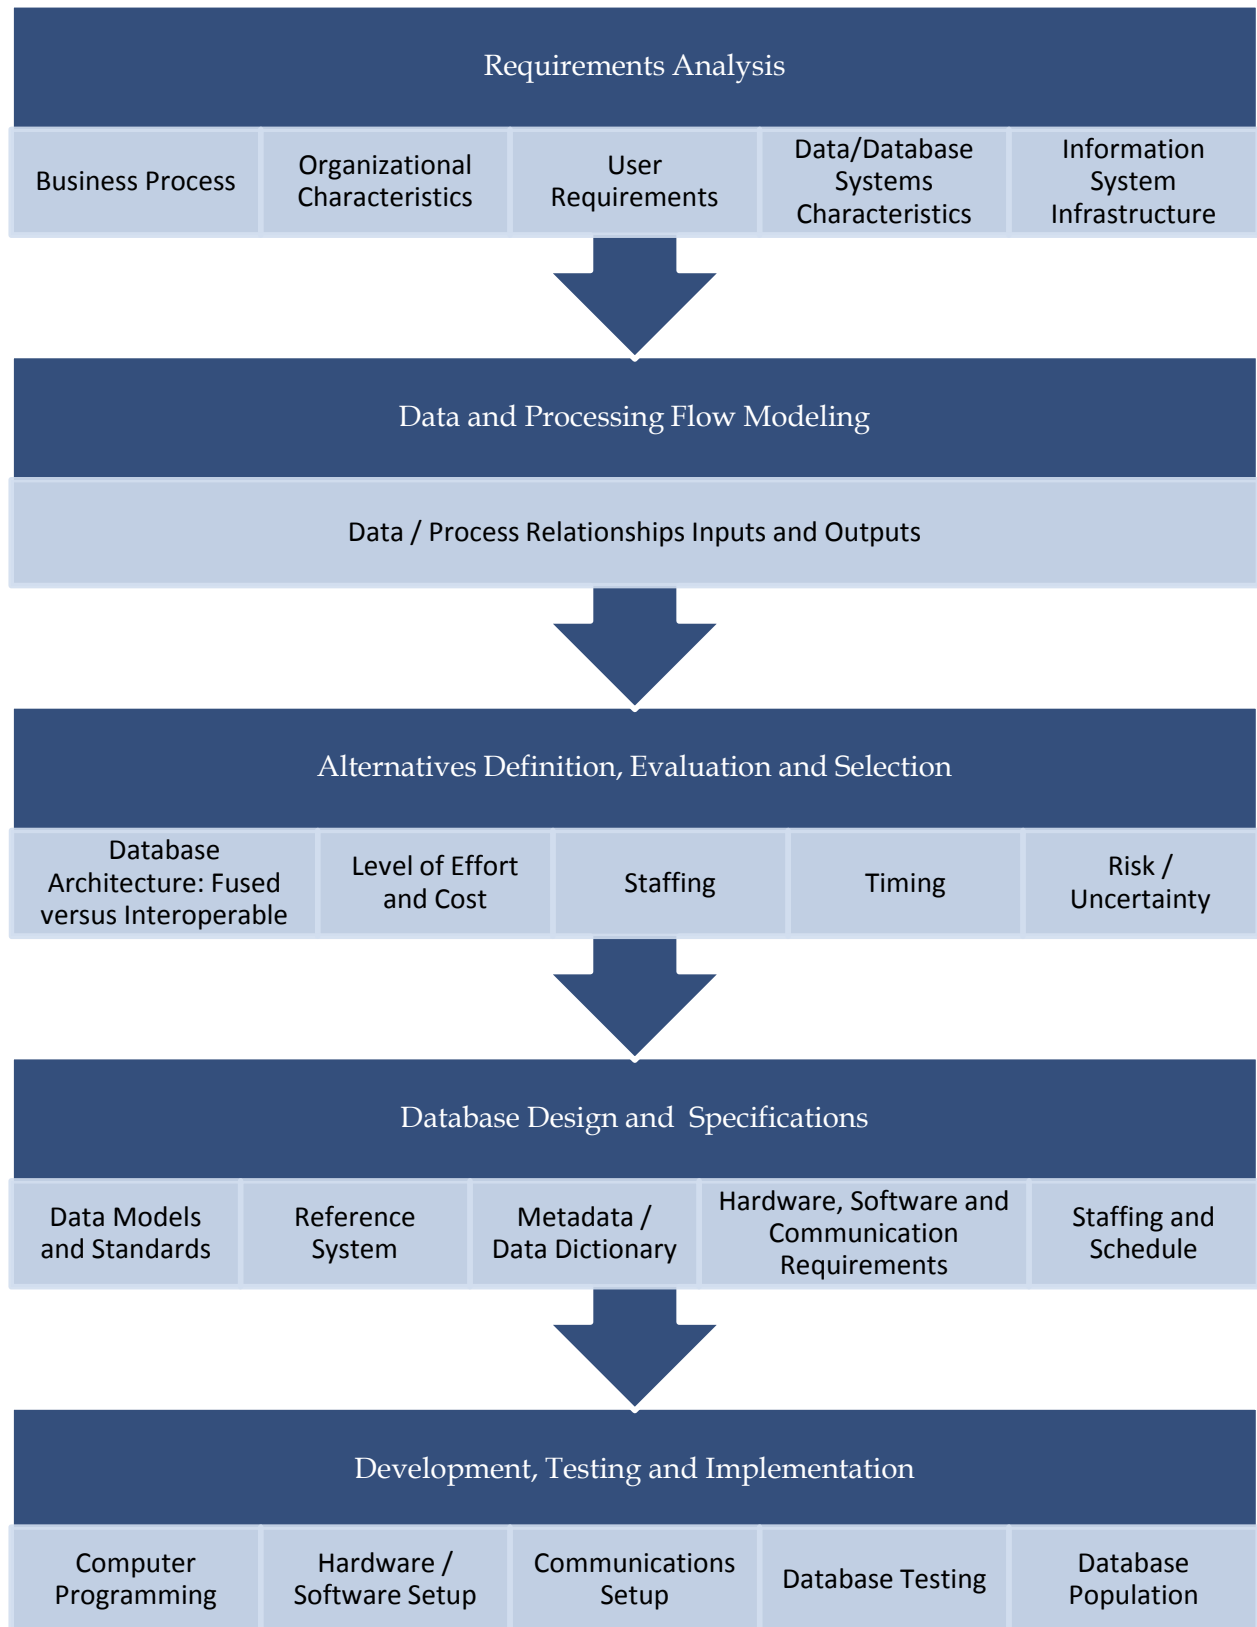 Requirements Analysis
Business Process
Organizational
Characteristics
User
Requirements
Data/Database
Systems
Characteristics
Information
System
Infrastructure
Data and Processing Flow Modeling
Data / Process Relationships Inputs and Outputs
Alternatives Definition, Evaluation and Selection
Database
Architecture: Fused
versus Interoperable
Level of Effort
and Cost
Staffing
Timing
Risk /
Uncertainty
Database Design and  Specifications
Data Models
and Standards
Reference
System
Metadata /
Data Dictionary
Hardware, Software and
Communication
Requirements
Staffing and
Schedule
Development, Testing and Implementation
Computer
Programming
Hardware /
Software Setup
Communications
Setup
Database Testing
Database
Population